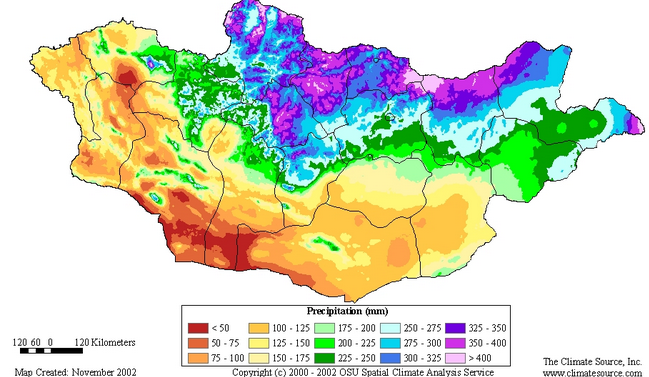 Precipitation (mm)
< 50 100 - 125 175 - 200 250 - 275 325 - 350
50 - 75 125 - 150 200 - 225 275 - 300 350 - 400
75 - 100 150 - 175 225 - 250 300 - 325 > 400
120 60 0 120 Kilometers
Map Created: November 2002
Copyright (c) 2000 - 2002 OSU Spatial Climate Analysis Service
The Climate Source, Inc.
www.climatesource.com